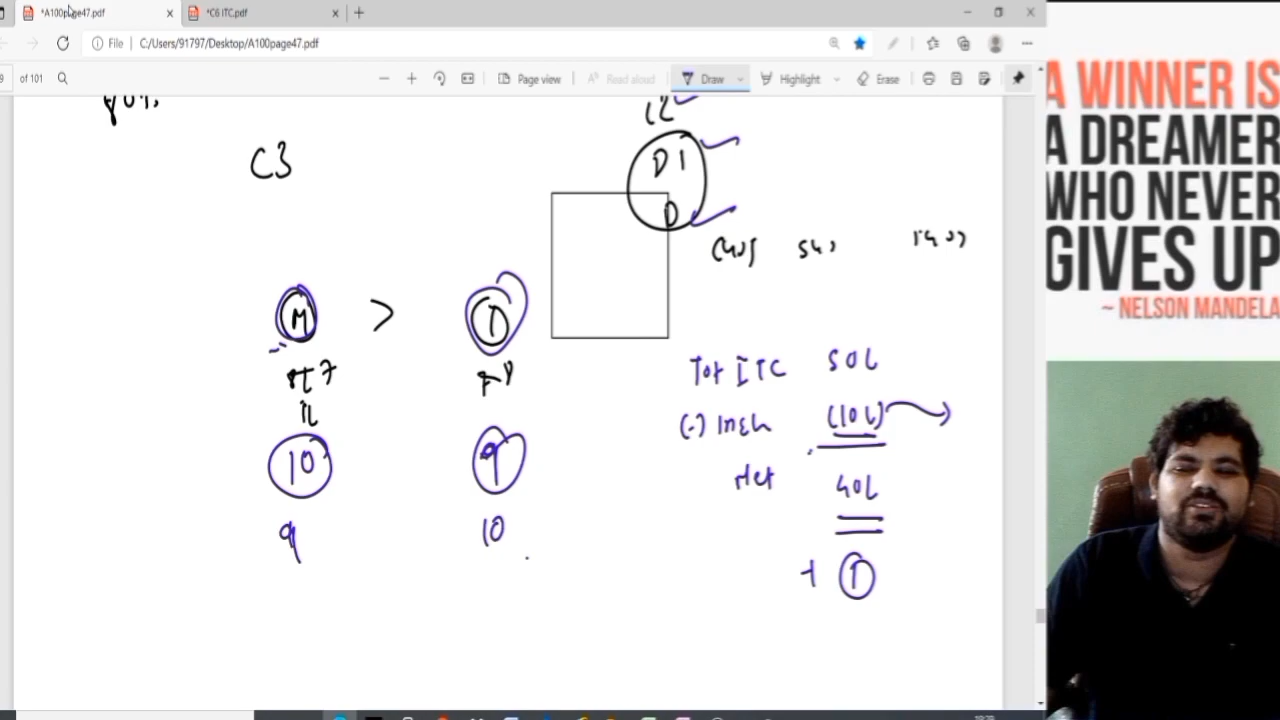 *A100page47.pdf
*C6 ITC.pdf
File C:/Users/91797/Desktop/A100page47.pdf
of 101
Page view
Read aloud
Draw
Highlight
Erase
C3
D1
D
M > T
10 9
9 10
Tot ITC 50L
(-) Inel (10L)
Net 40L
+ T
A WINNER IS
A DREAMER
WHO NEVER
GIVES UP
~ NELSON MANDELA